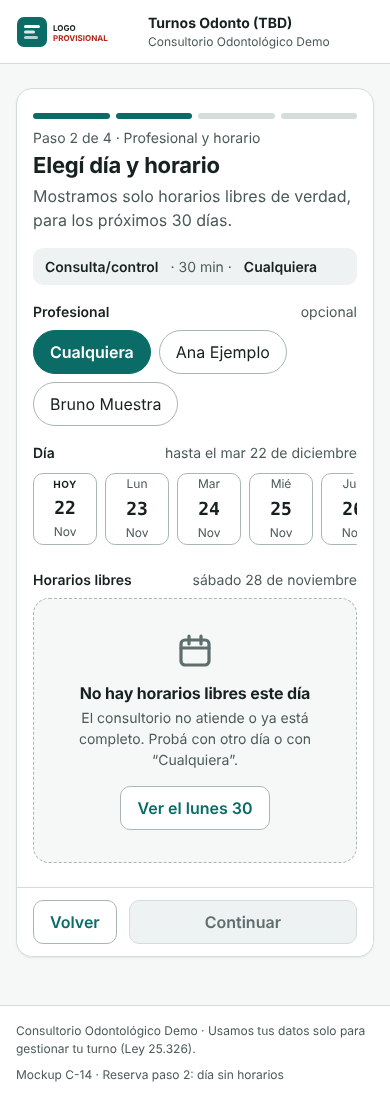 LOGO
PROVISIONAL
Turnos Odonto (TBD)
Consultorio Odontológico Demo
Paso 2 de 4 · Profesional y horario
Elegí día y horario
Mostramos solo horarios libres de verdad,
para los próximos 30 días.
Consulta/control · 30 min · Cualquiera
Profesional opcional
Cualquiera Ana Ejemplo
Bruno Muestra
Día hasta el mar 22 de diciembre
HOY Lun Mar Mié Ju
22 23 24 25 26
Nov Nov Nov Nov No
Horarios libres sábado 28 de noviembre
No hay horarios libres este día
El consultorio no atiende o ya está
completo. Probá con otro día o con
“Cualquiera”.
Ver el lunes 30
Volver Continuar
Consultorio Odontológico Demo · Usamos tus datos solo para
gestionar tu turno (Ley 25.326).
Mockup C-14 · Reserva paso 2: día sin horarios